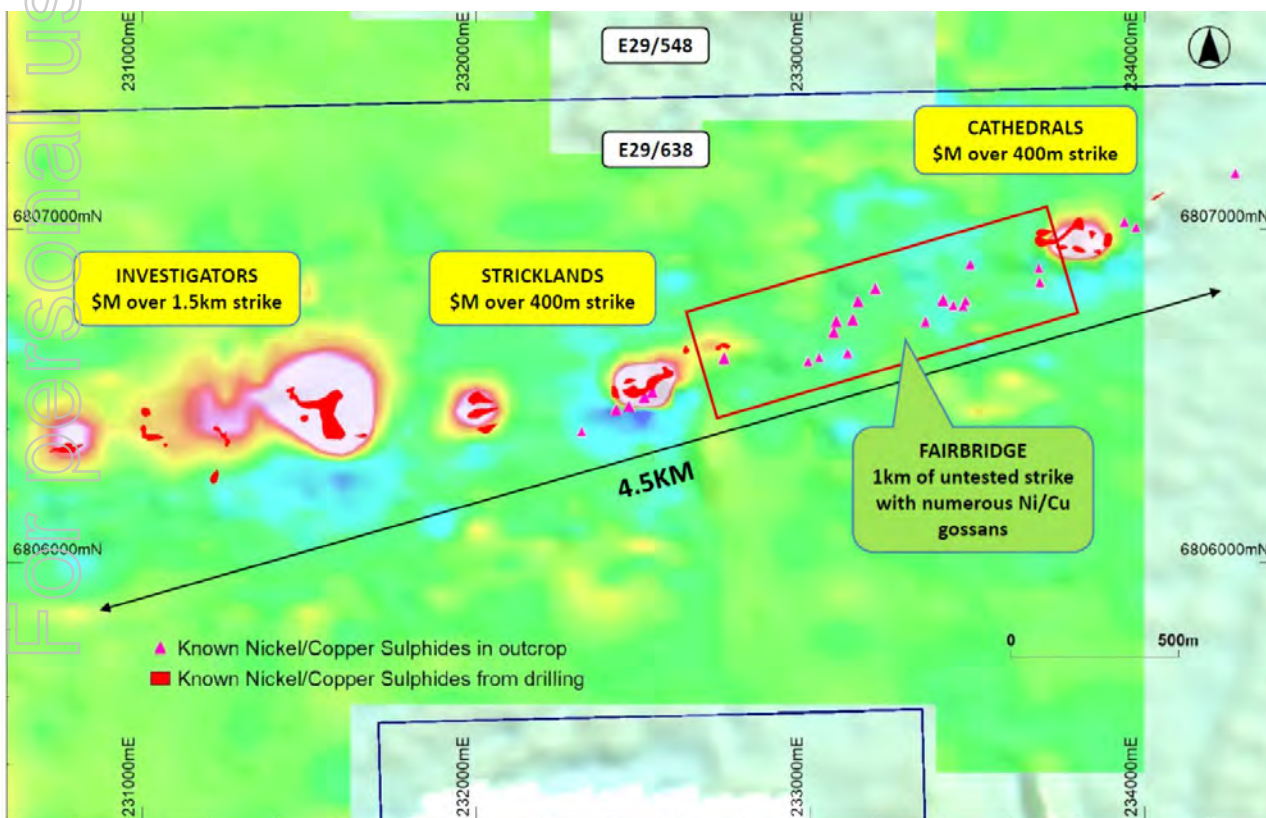 For personal us
231000mE
232000mE
233000mE
234000mE
E29/548
E29/638
CATHEDRALS
$M over 400m strike
6807000mN
6807000mN
INVESTIGATORS
$M over 1.5km strike
STRICKLANDS
$M over 400m strike
4.5KM
FAIRBRIDGE
1km of untested strike
with numerous Ni/Cu
gossans
6806000mN
6806000mN
Known Nickel/Copper Sulphides in outcrop
Known Nickel/Copper Sulphides from drilling
0 500m
231000mE
232000mE
233000mE
234000mE